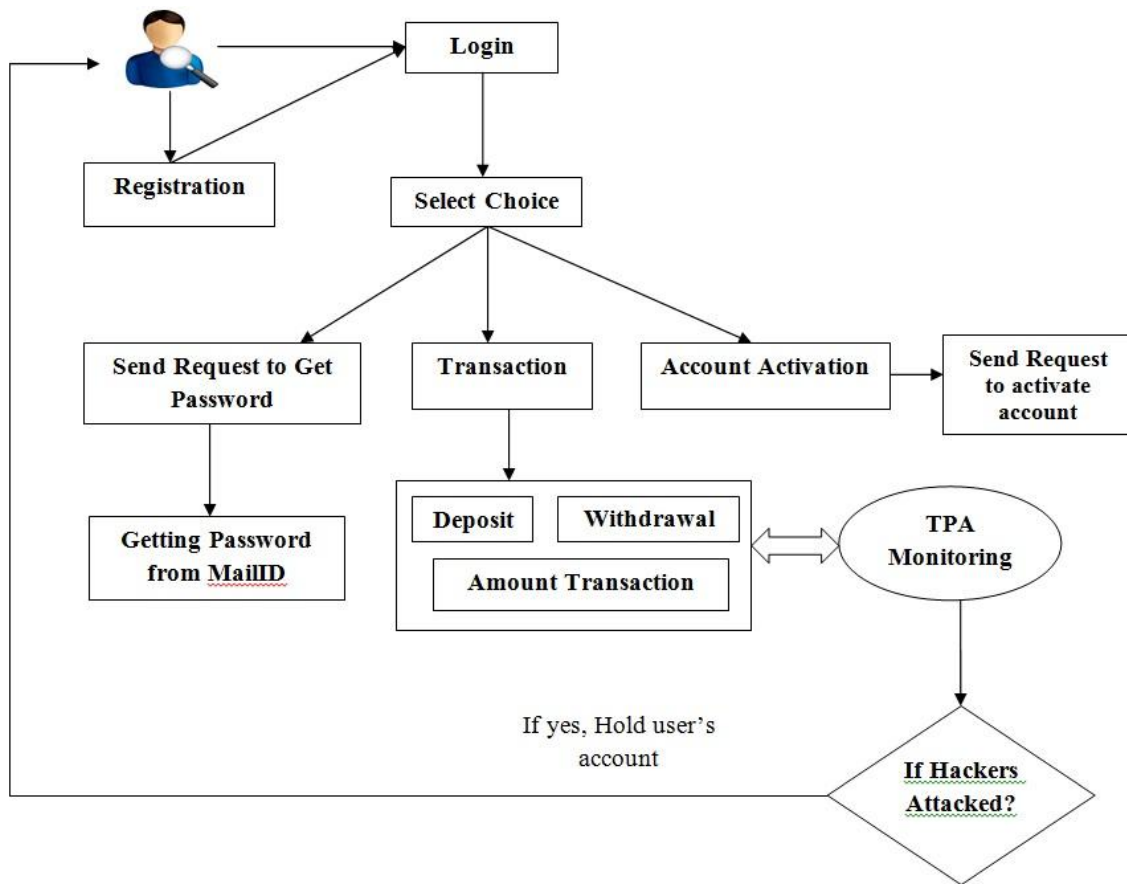 Login
Registration
Select Choice
Send Request to Get
Password
Transaction
Account Activation
Send Request
to activate
account
Getting Password
from MailID
Deposit
Withdrawal
Amount Transaction
TPA
Monitoring
If yes, Hold user's
account
If Hackers
Attacked?